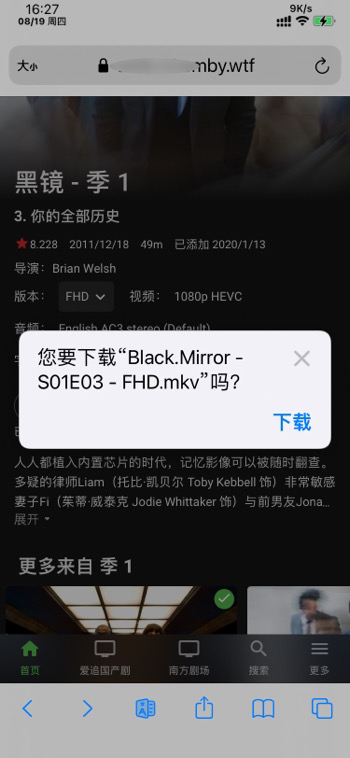 16:27
08/19 周四
9K/s
大小
mby.wtf
黑镜 - 季 1
3. 你的全部历史
8.228 2011/12/18 49m 已添加 2020/1/13
导演: Brian Welsh
版本: FHD 视频: 1080p HEVC
音频: English AC3 stereo (Default)
您要下载“Black.Mirror -
S01E03 - FHD.mkv”吗?
下载
人人都植入内置芯片的时代，记忆影像可以被随时翻查。
多疑的律师Liam（托比·凯贝尔 Toby Kebbell 饰）非常敏感
妻子Fi（茱蒂·威泰克 Jodie Whittaker 饰）与前男友Jona...
展开
更多来自 季 1
首页 爱追国产剧 南方剧场 搜索 更多